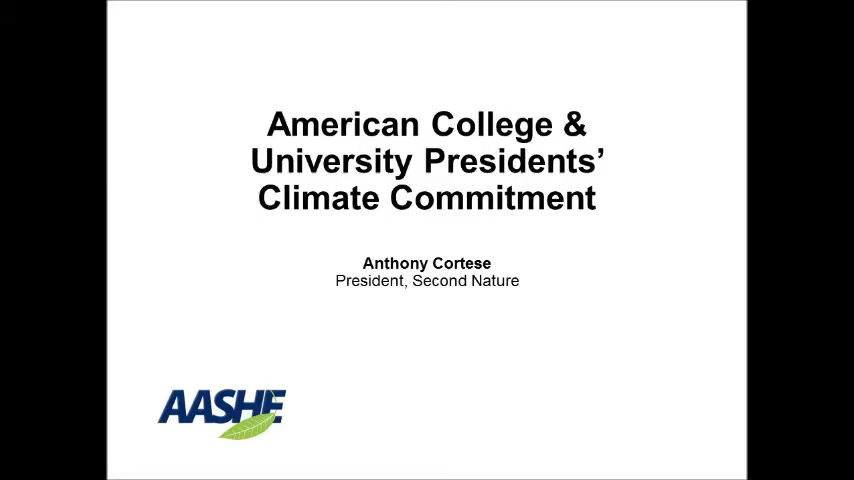 American College &
University Presidents’
Climate Commitment
Anthony Cortese
President, Second Nature
AASHE